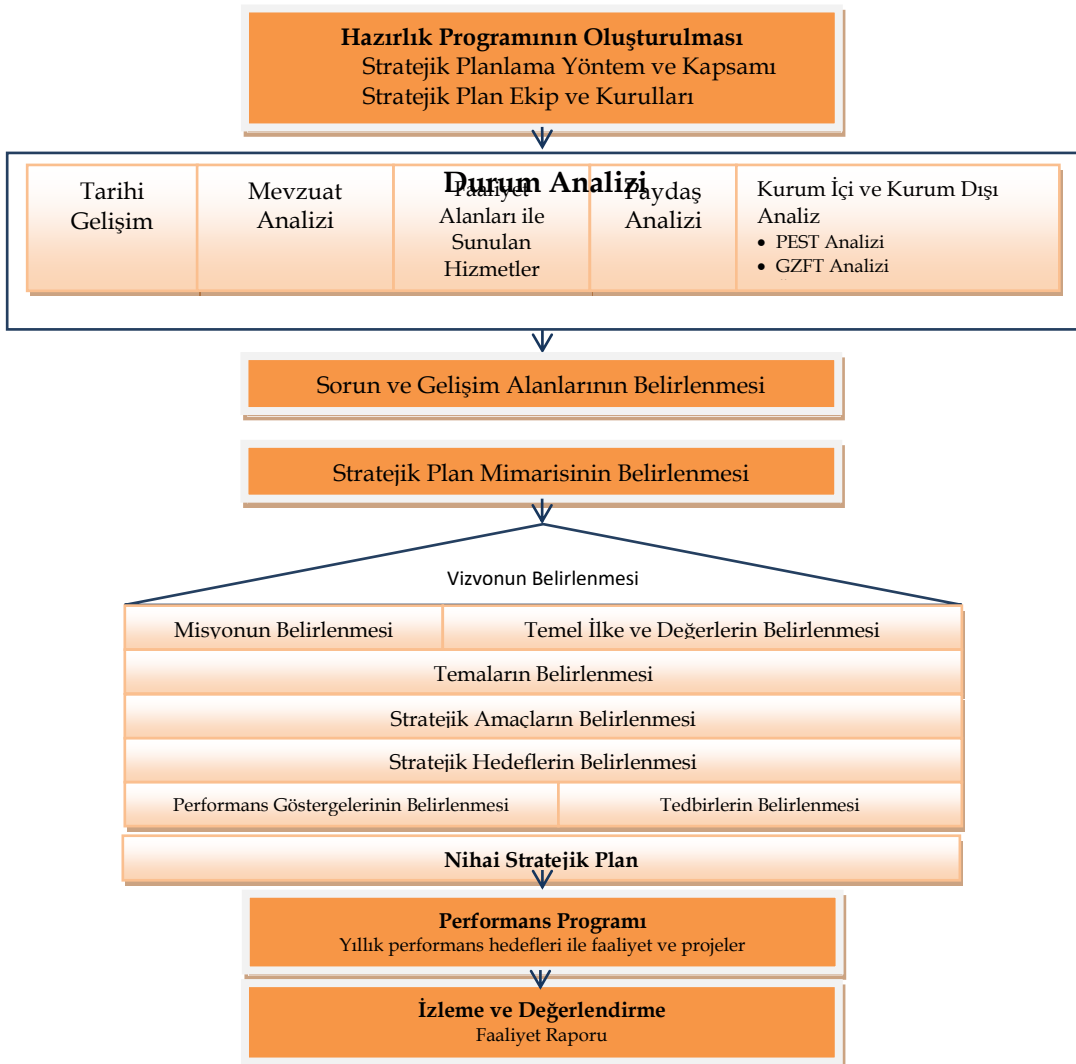 Hazırlık Programının Oluşturulması
Stratejik Planlama Yöntem ve Kapsamı
Stratejik Plan Ekip ve Kurulları
Durum Analizi
Tarihi
Gelişim
Mevzuat
Analizi
Faaliyet
Alanları ile
Sunulan
Hizmetler
Paydaş
Analizi
Kurum İçi ve Kurum Dışı
Analiz
• PEST Analizi
• GZFT Analizi
Sorun ve Gelişim Alanlarının Belirlenmesi
Stratejik Plan Mimarisinin Belirlenmesi
Vizyonun Belirlenmesi
Misyonun Belirlenmesi
Temel İlke ve Değerlerin Belirlenmesi
Temaların Belirlenmesi
Stratejik Amaçların Belirlenmesi
Stratejik Hedeflerin Belirlenmesi
Performans Göstergelerinin Belirlenmesi
Tedbirlerin Belirlenmesi
Nihai Stratejik Plan
Performans Programı
Yıllık performans hedefleri ile faaliyet ve projeler
İzleme ve Değerlendirme
Faaliyet Raporu